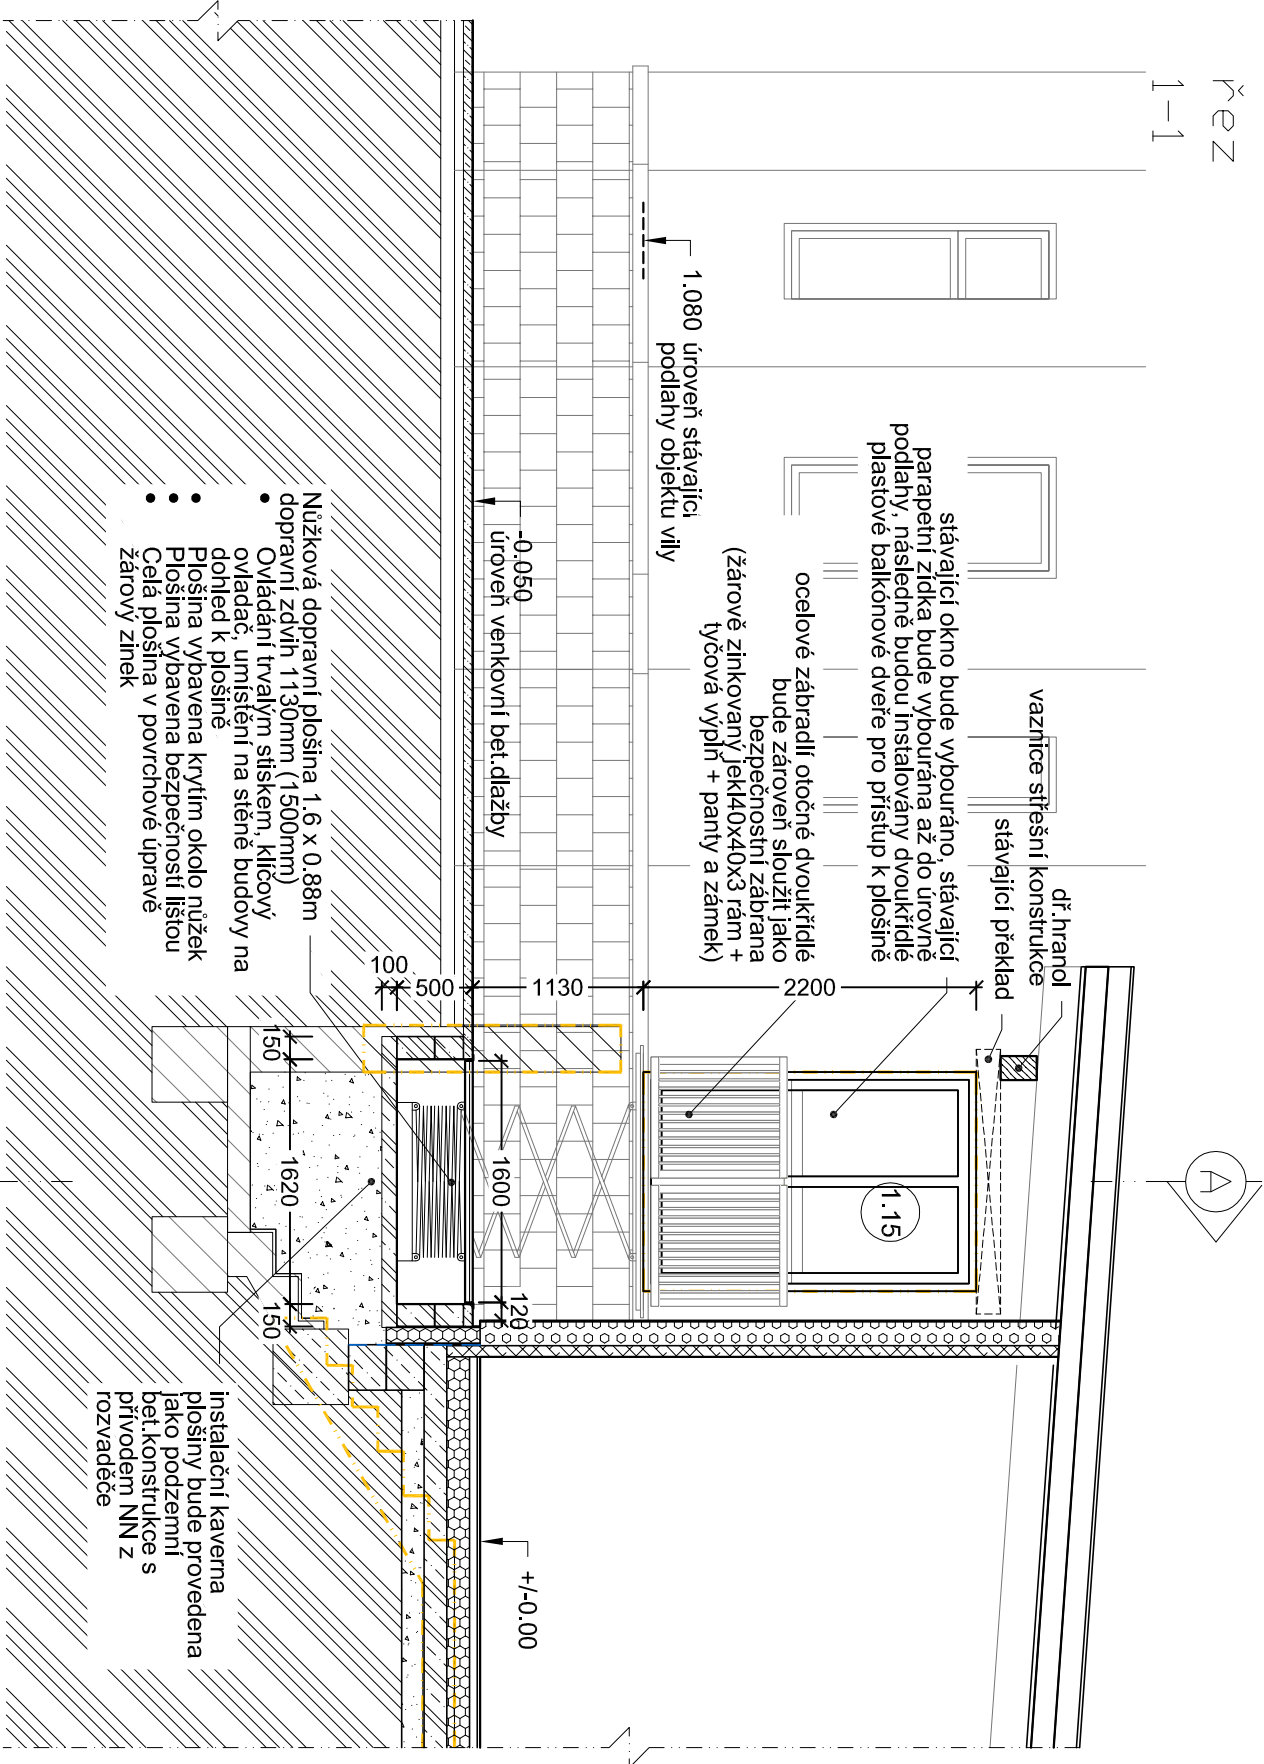 řez
1-1
A
dř.hranol
vaznice střešní konstrukce
stávající překlad
stávající okno bude vybouráno, stávající
parapetní zídka bude vybourána až do úrovně
podlahy, následně budou instalovány dvoukřídlé
plastové balkónové dveře pro přístup k plošině
ocelové zábradlí otočné dvoukřídlé
bude zároveň sloužit jako
bezpečnostní zábrana
(žárově zinkovaný jekl40x40x3 rám +
tyčová výplň + panty a zámek)
1.080 úroveň stávající
podlahy objektu vily
-0.050
úroveň venkovní bet.dlažby
1.15
2200
1130
500
100
1600
120
150
1620
150
+/-0.00
Nůžková dopravní plošina 1.6 x 0.88m
dopravní zdvih 1130mm (1500mm)
• Ovládání trvalým stiskem, klíčový
ovladač, umístění na stěně budovy na
dohled k plošině
• Plošina vybavena krytím okolo nůžek
• Plošina vybavena bezpečností lištou
• Celá plošina v povrchové úpravě
žárový zinek
instalační kaverna
plošiny bude provedena
jako podzemní
bet.konstrukce s
přívodem NN z
rozvaděče